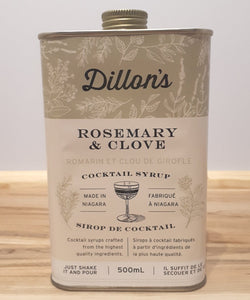 Dillon's
ROSEMARY
& CLOVE
ROMARIN ET CLOU DE GIROFLE
COCKTAIL SYRUP
MADE IN
NIAGARA
FABRIQUÉ
À NIAGARA
SIROP DE COCKTAIL
Cocktail syrups crafted
from the highest
quality ingredients.
Sirops à cocktail fabriqués
à partir d'ingrédients de
la plus haute qualité.
JUST SHAKE
IT AND POUR
500mL
IL SUFFIT DE LE
SECOUER ET DE